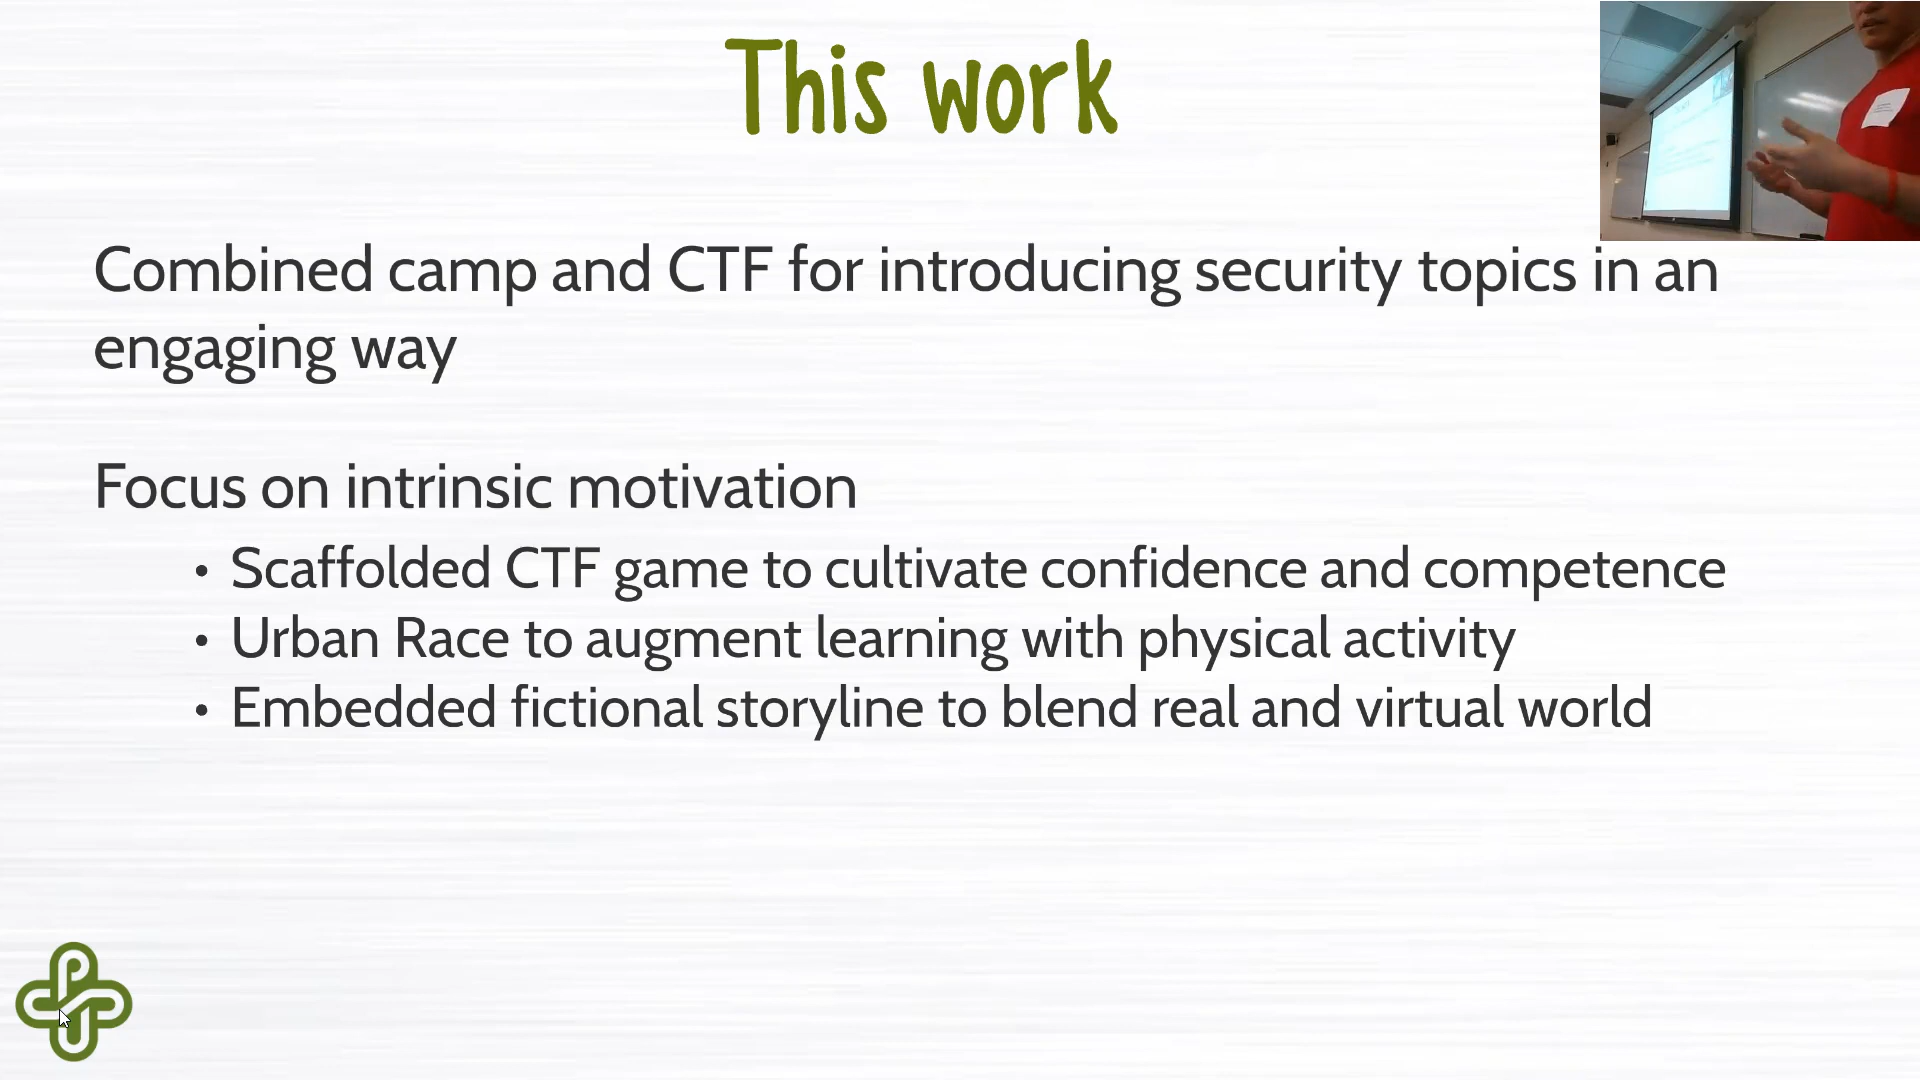 This work
Combined camp and CTF for introducing security topics in an
engaging way
Focus on intrinsic motivation
• Scaffolded CTF game to cultivate confidence and competence
• Urban Race to augment learning with physical activity
• Embedded fictional storyline to blend real and virtual world